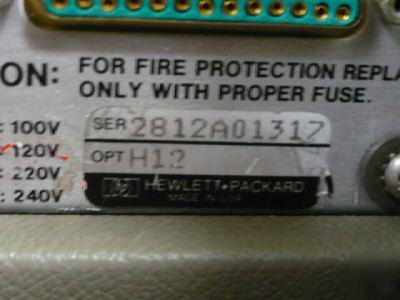 ON: FOR FIRE PROTECTION REPLA
ONLY WITH PROPER FUSE.
: 100V
120V
: 220V
: 240V
SER 2812A01317
OPT H12
hp HEWLETT•PACKARD
MADE IN USA